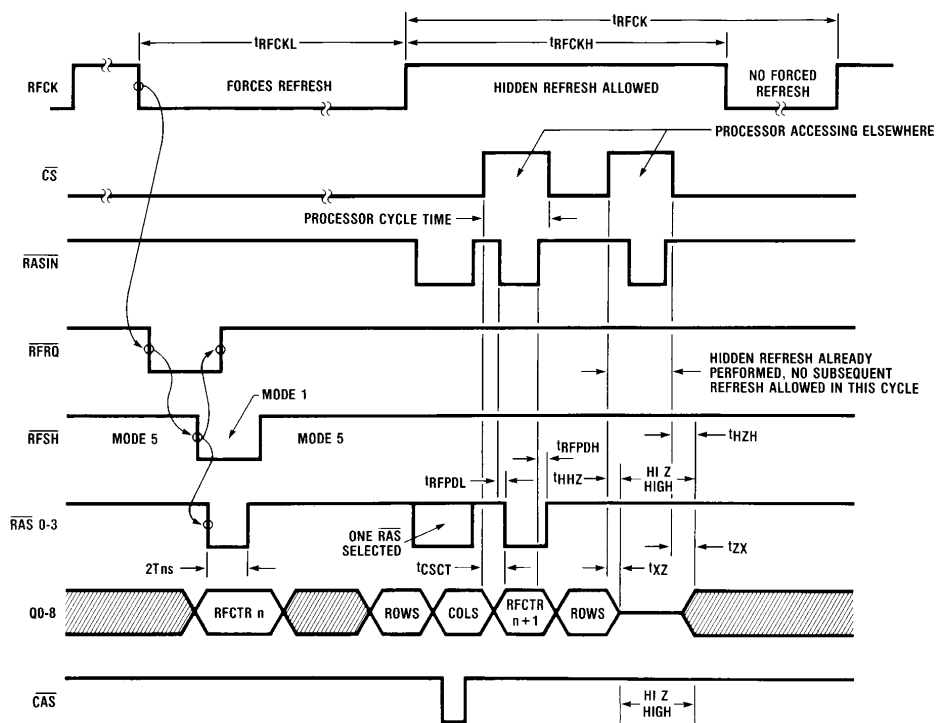 tRFCK
tRFCKL
tRFCKH
RFCK
FORCES REFRESH
HIDDEN REFRESH ALLOWED
NO FORCED
REFRESH
PROCESSOR ACCESSING ELSEWHERE
CS
PROCESSOR CYCLE TIME
RASIN
RFRQ
HIDDEN REFRESH ALREADY
PERFORMED, NO SUBSEQUENT
REFRESH ALLOWED IN THIS CYCLE
MODE 1
RFSH
MODE 5
MODE 5
tHZH
tRFPDH
tRFPDL
tHHZ
HI Z
HIGH
RAS 0-3
ONE RAS
SELECTED
2Tns
tCSCT
tXZ
tZX
Q0-8
RFCTR n
ROWS
COLS
RFCTR
n+1
ROWS
CAS
HI Z
HIGH